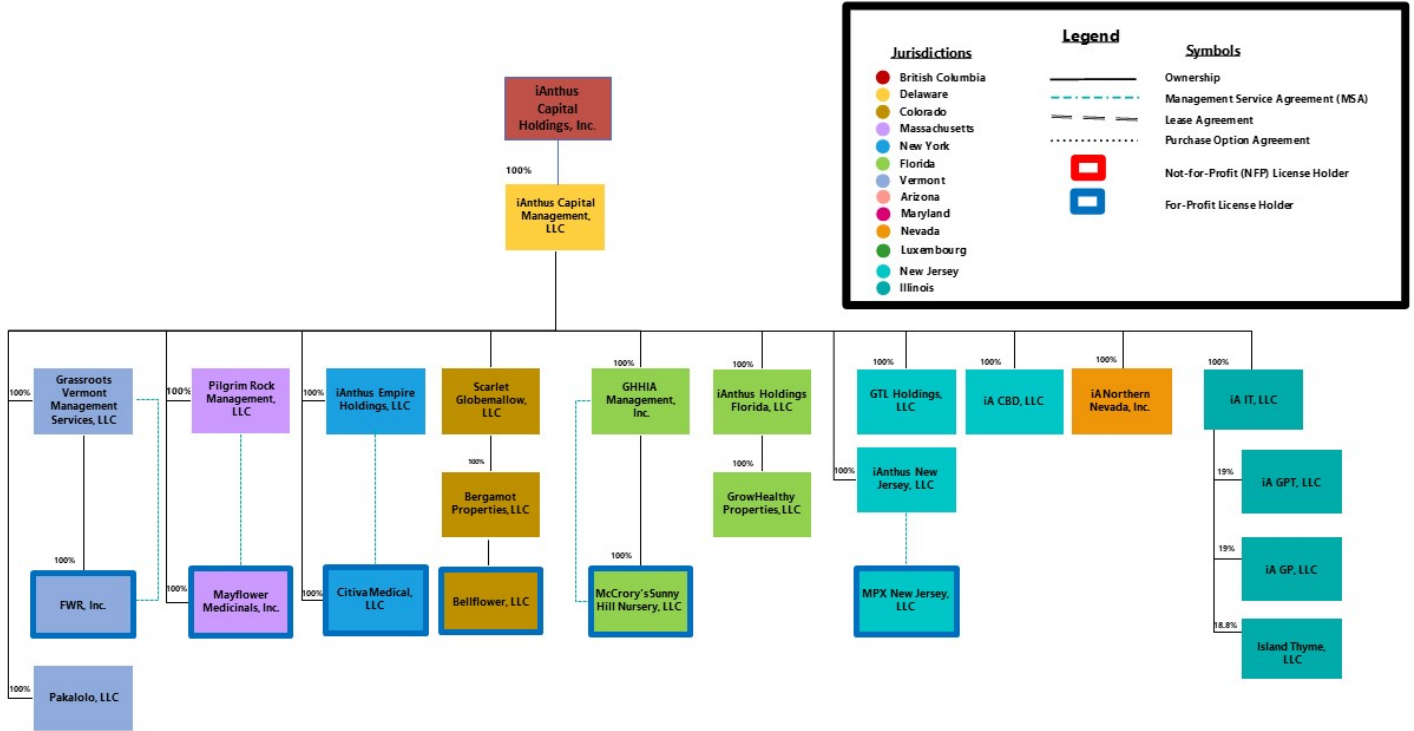 Legend
Jurisdictions
British Columbia
Delaware
Colorado
Massachusetts
New York
Florida
Vermont
Arizona
Maryland
Nevada
Luxembourg
New Jersey
Illinois
Symbols
Ownership
Management Service Agreement (MSA)
Lease Agreement
Purchase Option Agreement
Not-for-Profit (NFP) License Holder
For-Profit License Holder
iAnthus
Capital
Holdings, Inc.
100%
iAnthus Capital
Management,
LLC
100%
Grassroots
Vermont
Management
Services, LLC
100%
FWR, Inc.
100%
Pakalolo, LLC
100%
Pilgrim Rock
Management,
LLC
100%
Mayflower
Medicinals, Inc.
100%
iAnthus Empire
Holdings, LLC
100%
Citiva Medical,
LLC
100%
Scarlet
Globemallow,
LLC
100%
Bergamot
Properties, LLC
Bellflower, LLC
100%
GHHIA
Management,
Inc.
100%
McCrory's Sunny
Hill Nursery, LLC
100%
iAnthus Holdings
Florida, LLC
100%
GrowHealthy
Properties, LLC
100%
GTL Holdings,
LLC
100%
iAnthus New
Jersey, LLC
MPX New Jersey,
LLC
100%
iA CBD, LLC
100%
iA Northern
Nevada, Inc.
100%
iA IT, LLC
19%
iA GPT, LLC
19%
iA GP, LLC
18.8%
Island Thyme,
LLC